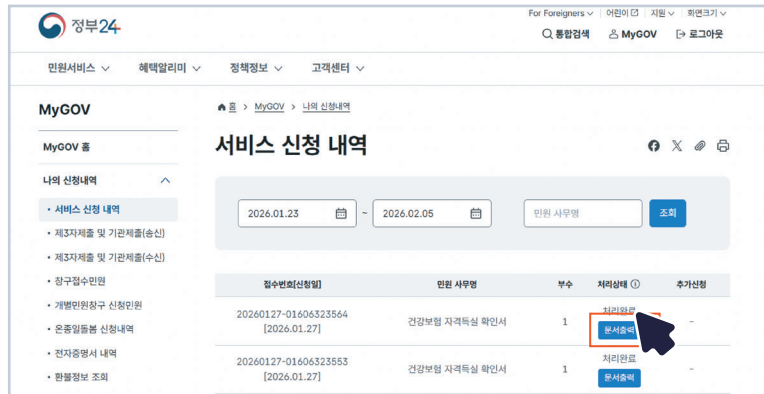 For Foreigners 어린이 지원 화면크기
정부24
통합검색 MyGOV 로그아웃
민원서비스 혜택알리미 정책정보 고객센터
MyGOV
홈 > MyGOV > 나의 신청내역
MyGOV 홈
서비스 신청 내역
나의 신청내역
• 서비스 신청 내역
2026.01.23 ~ 2026.02.05 민원 사무명 조회
• 제3자제출 및 기관제출(송신)
• 제3자제출 및 기관제출(수신)
• 창구접수민원
접수번호[신청일] 민원 사무명 부수 처리상태 추가신청
• 개별민원창구 신청민원
20260127-01606323564
[2026.01.27]
건강보험 자격득실 확인서 1 처리완료 -
문서출력
• 온종일돌봄 신청내역
• 전자증명서 내역
20260127-01606323553
[2026.01.27]
건강보험 자격득실 확인서 1 처리완료 -
문서출력
• 환불정보 조회